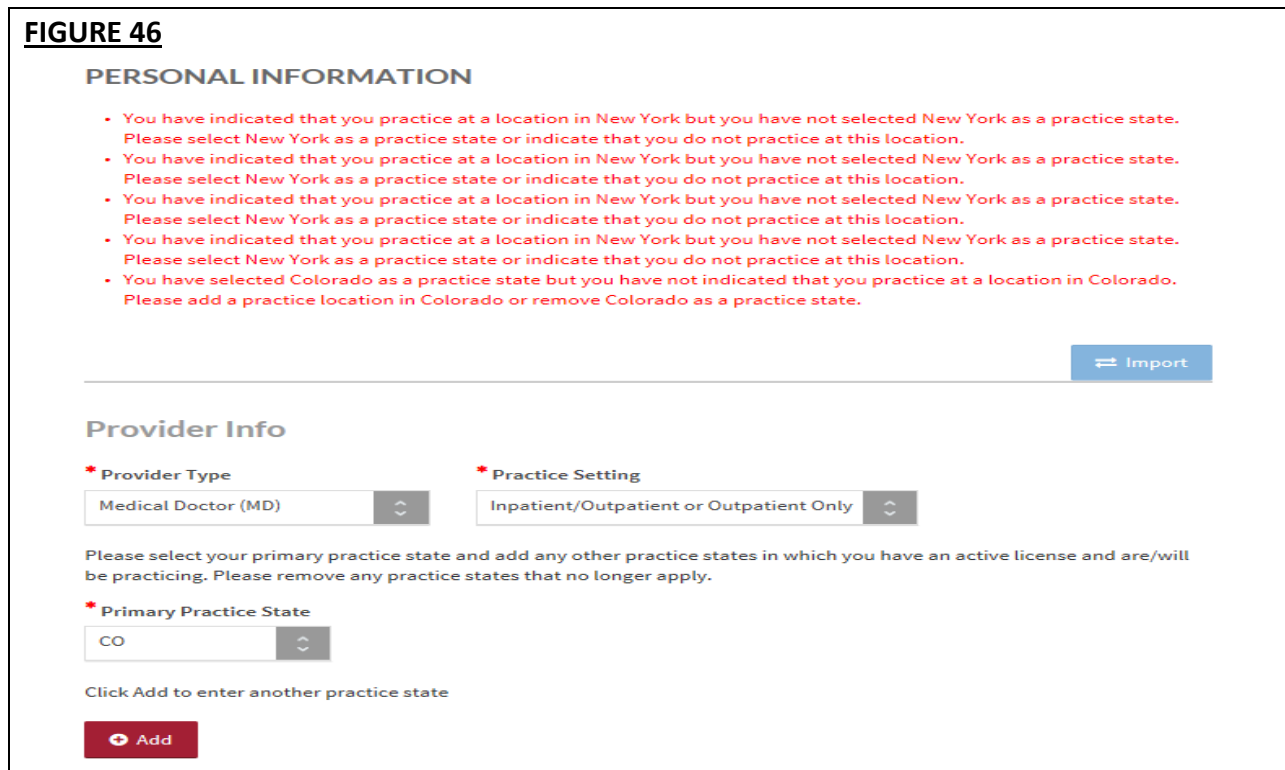 FIGURE 46
PERSONAL INFORMATION
• You have indicated that you practice at a location in New York but you have not selected New York as a practice state.
Please select New York as a practice state or indicate that you do not practice at this location.
• You have indicated that you practice at a location in New York but you have not selected New York as a practice state.
Please select New York as a practice state or indicate that you do not practice at this location.
• You have indicated that you practice at a location in New York but you have not selected New York as a practice state.
Please select New York as a practice state or indicate that you do not practice at this location.
• You have indicated that you practice at a location in New York but you have not selected New York as a practice state.
Please select New York as a practice state or indicate that you do not practice at this location.
• You have selected Colorado as a practice state but you have not indicated that you practice at a location in Colorado.
Please add a practice location in Colorado or remove Colorado as a practice state.
Import
Provider Info
* Provider Type * Practice Setting
Medical Doctor (MD) Inpatient/Outpatient or Outpatient Only
Please select your primary practice state and add any other practice states in which you have an active license and are/will
be practicing. Please remove any practice states that no longer apply.
* Primary Practice State
CO
Click Add to enter another practice state
Add